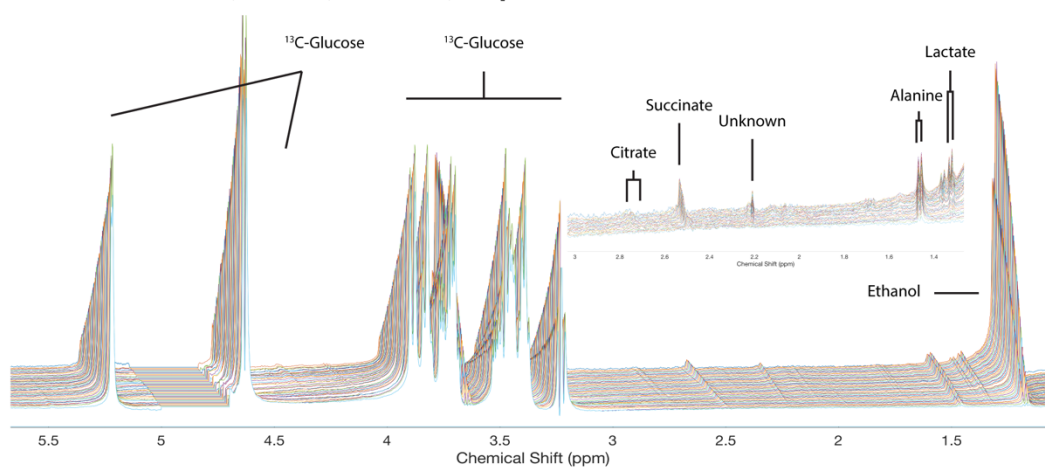 ¹³C-Glucose
¹³C-Glucose
Lactate
Alanine
Succinate
Unknown
Citrate
3 2.8 2.6 2.4 2.2 2 1.8 1.6 1.4
Chemical Shift (ppm)
Ethanol
5.5 5 4.5 4 3.5 3 2.5 2 1.5
Chemical Shift (ppm)